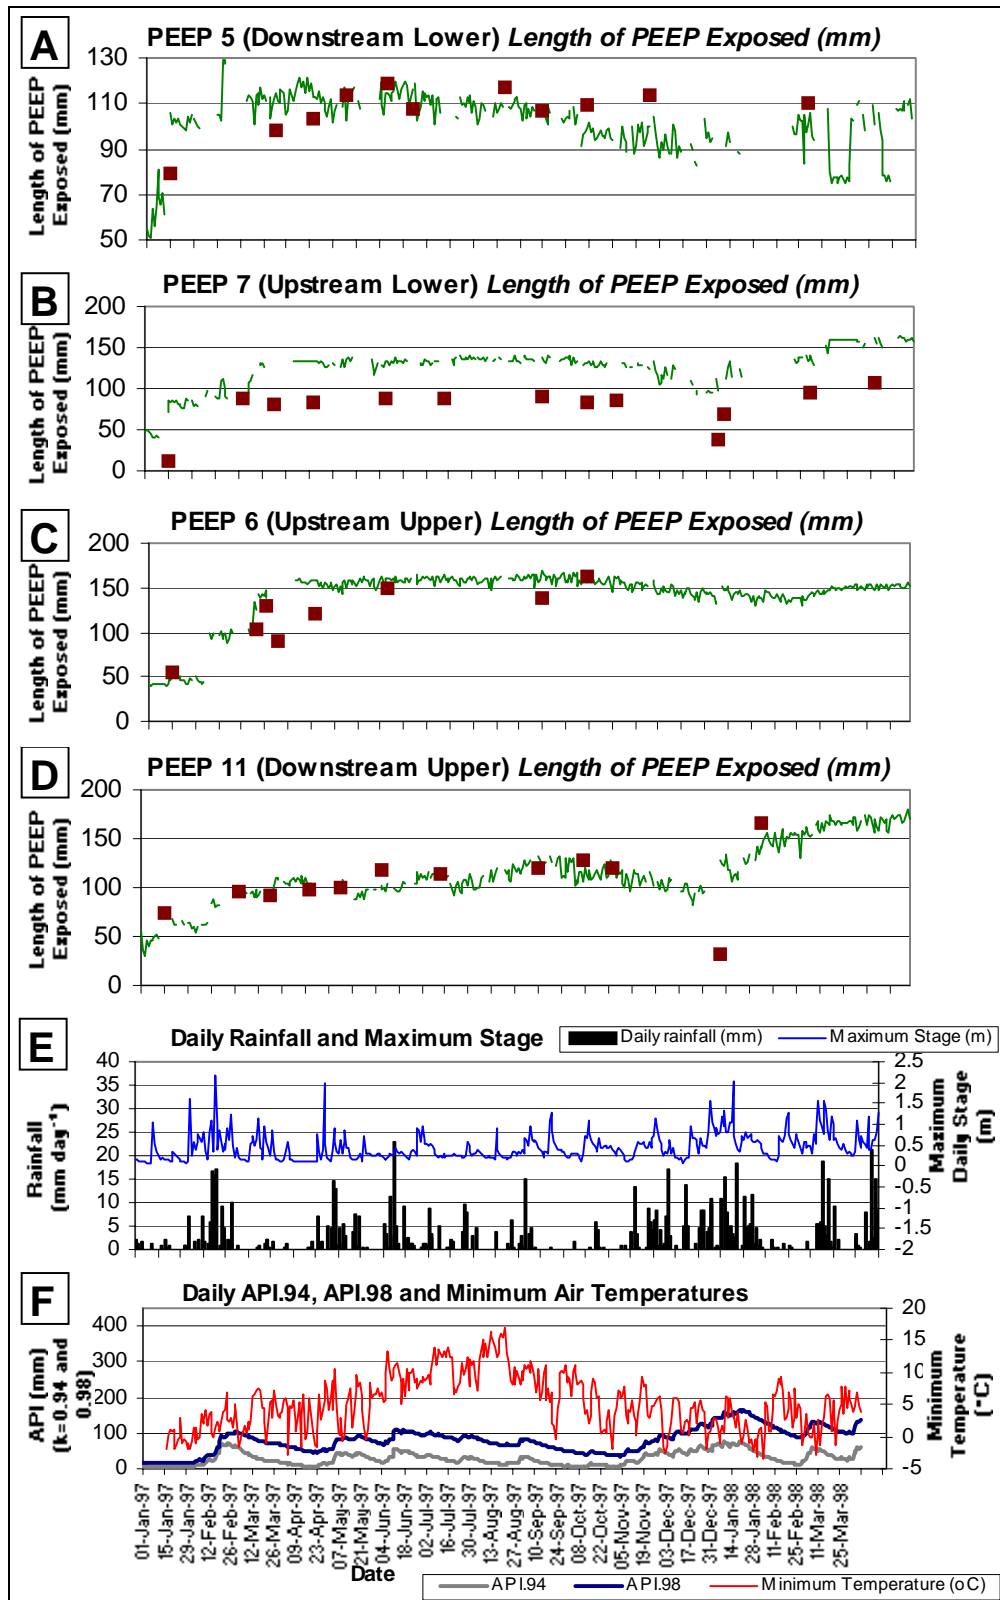 A
PEEP 5 (Downstream Lower) Length of PEEP Exposed (mm)
Length of PEEP
Exposed (mm)
130
110
90
70
50
B
PEEP 7 (Upstream Lower) Length of PEEP Exposed (mm)
Length of PEEP
Exposed (mm)
200
150
100
50
0
C
PEEP 6 (Upstream Upper) Length of PEEP Exposed (mm)
Length of PEEP
Exposed (mm)
200
150
100
50
0
D
PEEP 11 (Downstream Upper) Length of PEEP Exposed (mm)
Length of PEEP
Exposed (mm)
200
150
100
50
0
E
Daily Rainfall and Maximum Stage
Daily rainfall (mm)
Maximum Stage (m)
Rainfall
(mm day⁻¹)
40
35
30
25
20
15
10
5
0
2.5
2
1.5
1
0.5
0
-0.5
-1
-1.5
-2
Maximum
Daily Stage
(m)
F
Daily API.94, API.98 and Minimum Air Temperatures
API (mm)
(k=0.94 and
0.98)
400
300
200
100
0
20
15
10
5
0
-5
Minimum
Temperature
(°C)
01-Jan-97
15-Jan-97
29-Jan-97
12-Feb-97
26-Feb-97
12-Mar-97
26-Mar-97
09-Apr-97
23-Apr-97
07-May-97
21-May-97
04-Jun-97
18-Jun-97
02-Jul-97
16-Jul-97
30-Jul-97
13-Aug-97
27-Aug-97
10-Sep-97
24-Sep-97
08-Oct-97
22-Oct-97
05-Nov-97
19-Nov-97
03-Dec-97
17-Dec-97
31-Dec-97
14-Jan-98
28-Jan-98
11-Feb-98
25-Feb-98
11-Mar-98
25-Mar-98
Date
API.94
API.98
Minimum Temperature (oC)